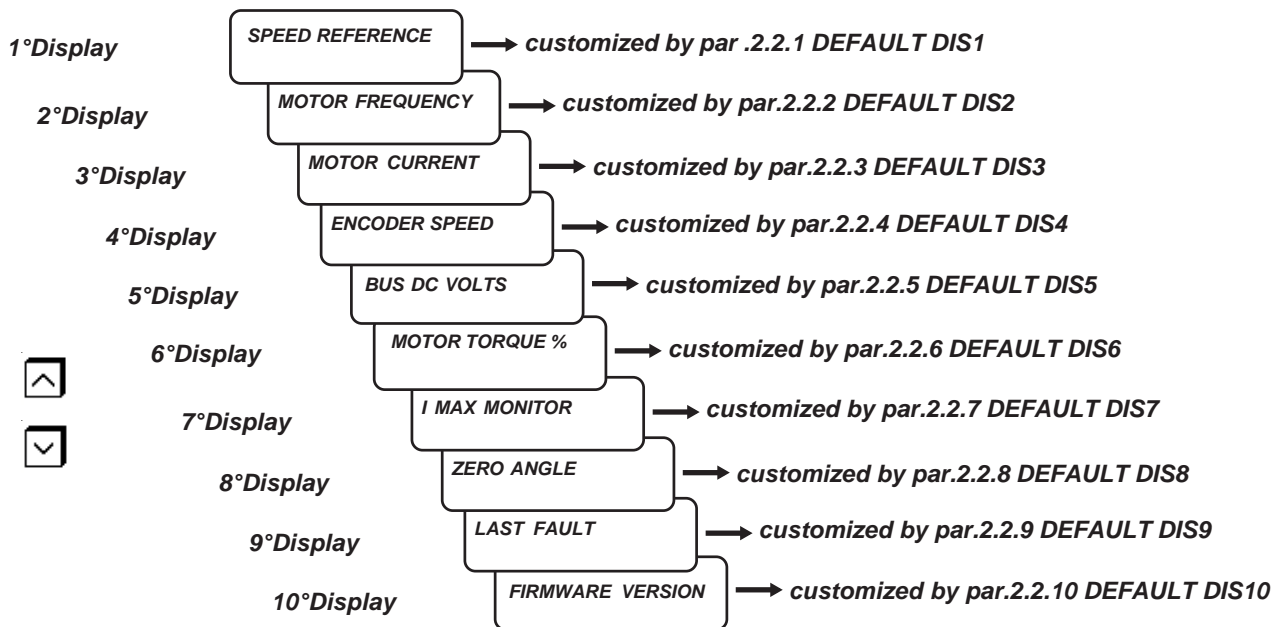 1°Display SPEED REFERENCE customized by par .2.2.1 DEFAULT DIS1
2°Display MOTOR FREQUENCY customized by par.2.2.2 DEFAULT DIS2
3°Display MOTOR CURRENT customized by par.2.2.3 DEFAULT DIS3
4°Display ENCODER SPEED customized by par.2.2.4 DEFAULT DIS4
5°Display BUS DC VOLTS customized by par.2.2.5 DEFAULT DIS5
6°Display MOTOR TORQUE % customized by par.2.2.6 DEFAULT DIS6
7°Display I MAX MONITOR customized by par.2.2.7 DEFAULT DIS7
8°Display ZERO ANGLE customized by par.2.2.8 DEFAULT DIS8
9°Display LAST FAULT customized by par.2.2.9 DEFAULT DIS9
10°Display FIRMWARE VERSION customized by par.2.2.10 DEFAULT DIS10